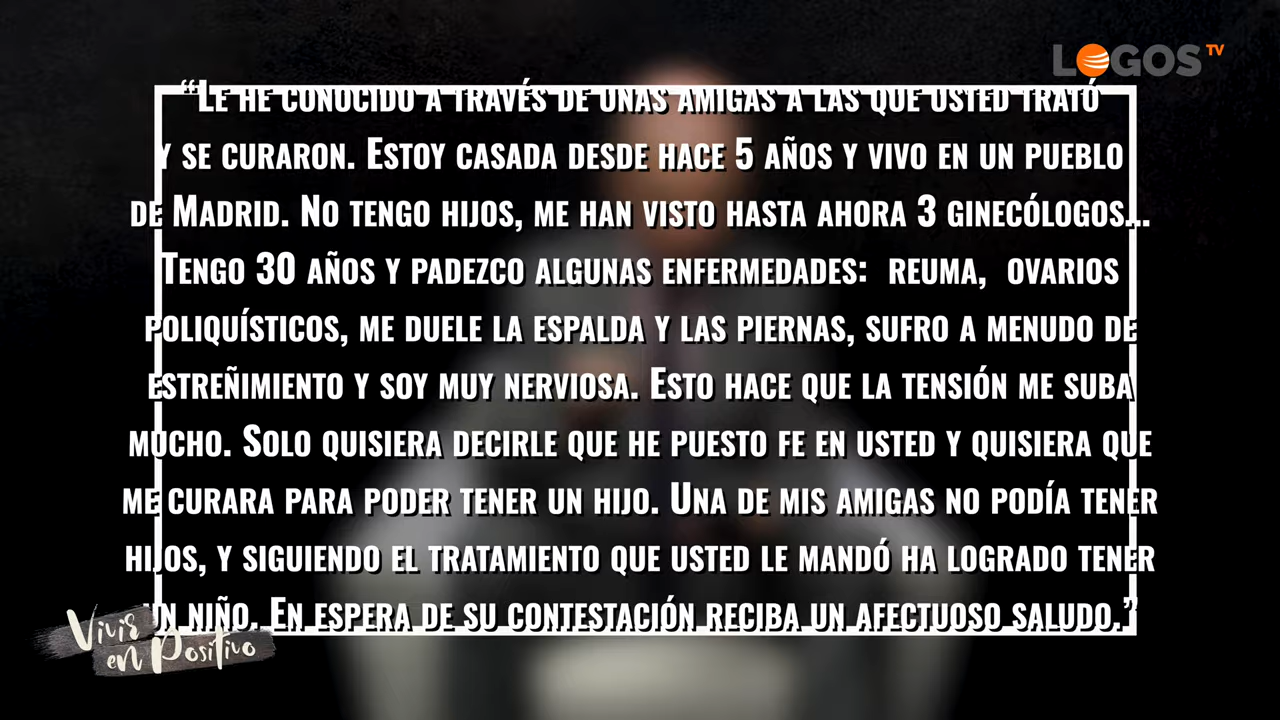 LOGOS TV
“Le he conocido a través de unas amigas a las que usted trató
y se curaron. Estoy casada desde hace 5 años y vivo en un pueblo
de Madrid. No tengo hijos, me han visto hasta ahora 3 ginecólogos...
Tengo 30 años y padezco algunas enfermedades: reuma, ovarios
poliquísticos, me duele la espalda y las piernas, sufro a menudo de
estreñimiento y soy muy nerviosa. Esto hace que la tensión me suba
mucho. Solo quisiera decirle que he puesto fe en usted y quisiera que
me curara para poder tener un hijo. Una de mis amigas no podía tener
hijos, y siguiendo el tratamiento que usted le mandó ha logrado tener
un niño. En espera de su contestación reciba un afectuoso saludo.”
Vivir
en Positivo